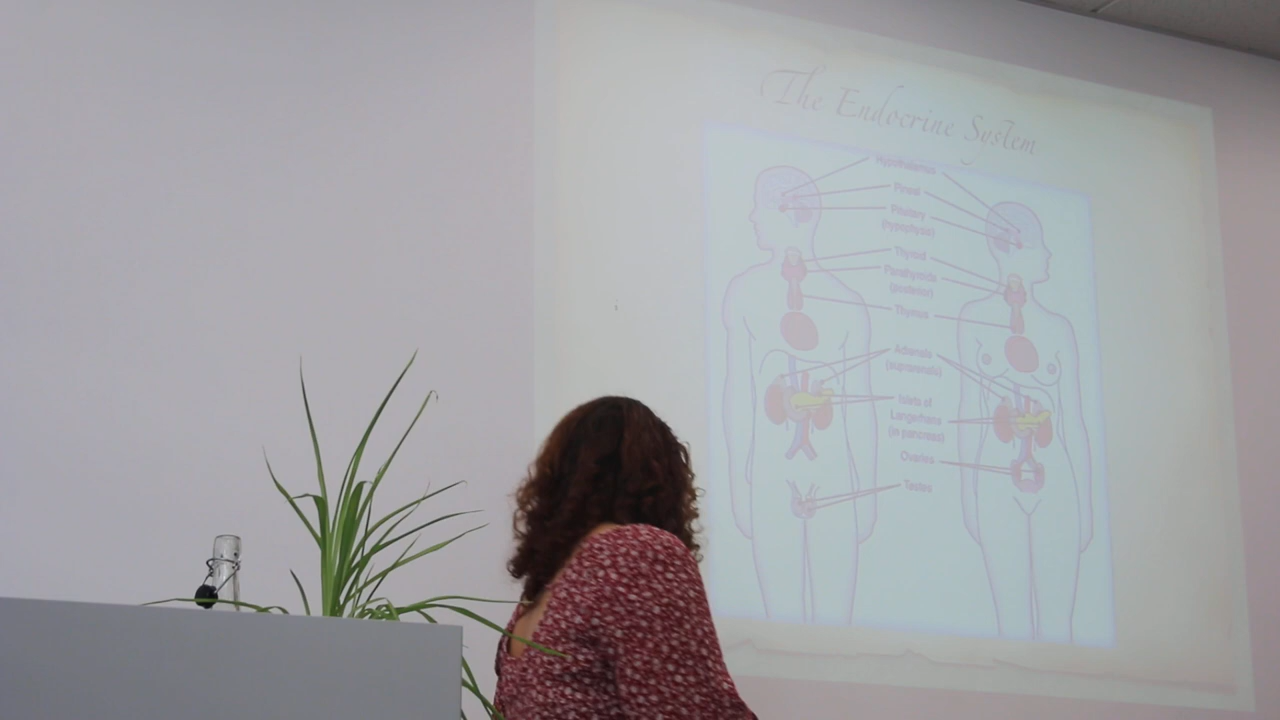 The Endocrine System
Hypothalamus
Pineal
Pituitary
(hypophysis)
Thyroid
Parathyroids
(posterior)
Thymus
Adrenals
(suprarenals)
Islets of
Langerhans
(in pancreas)
Ovaries
Testes